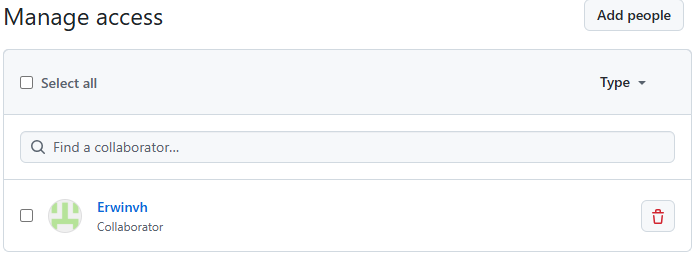 Manage access
Add people
Select all
Type
Find a collaborator...
Erwinvh
Collaborator